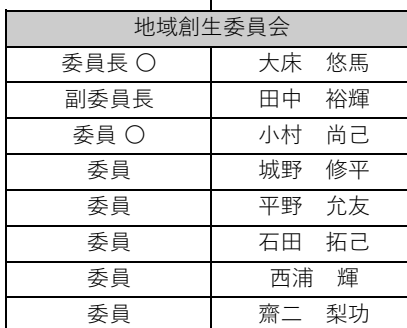 地域創生委員会
委員長 〇 大床　悠馬
副委員長 田中　裕輝
委員 〇 小村　尚己
委員 城野　修平
委員 平野　允友
委員 石田　拓己
委員 西浦　輝
委員 齋二　梨功